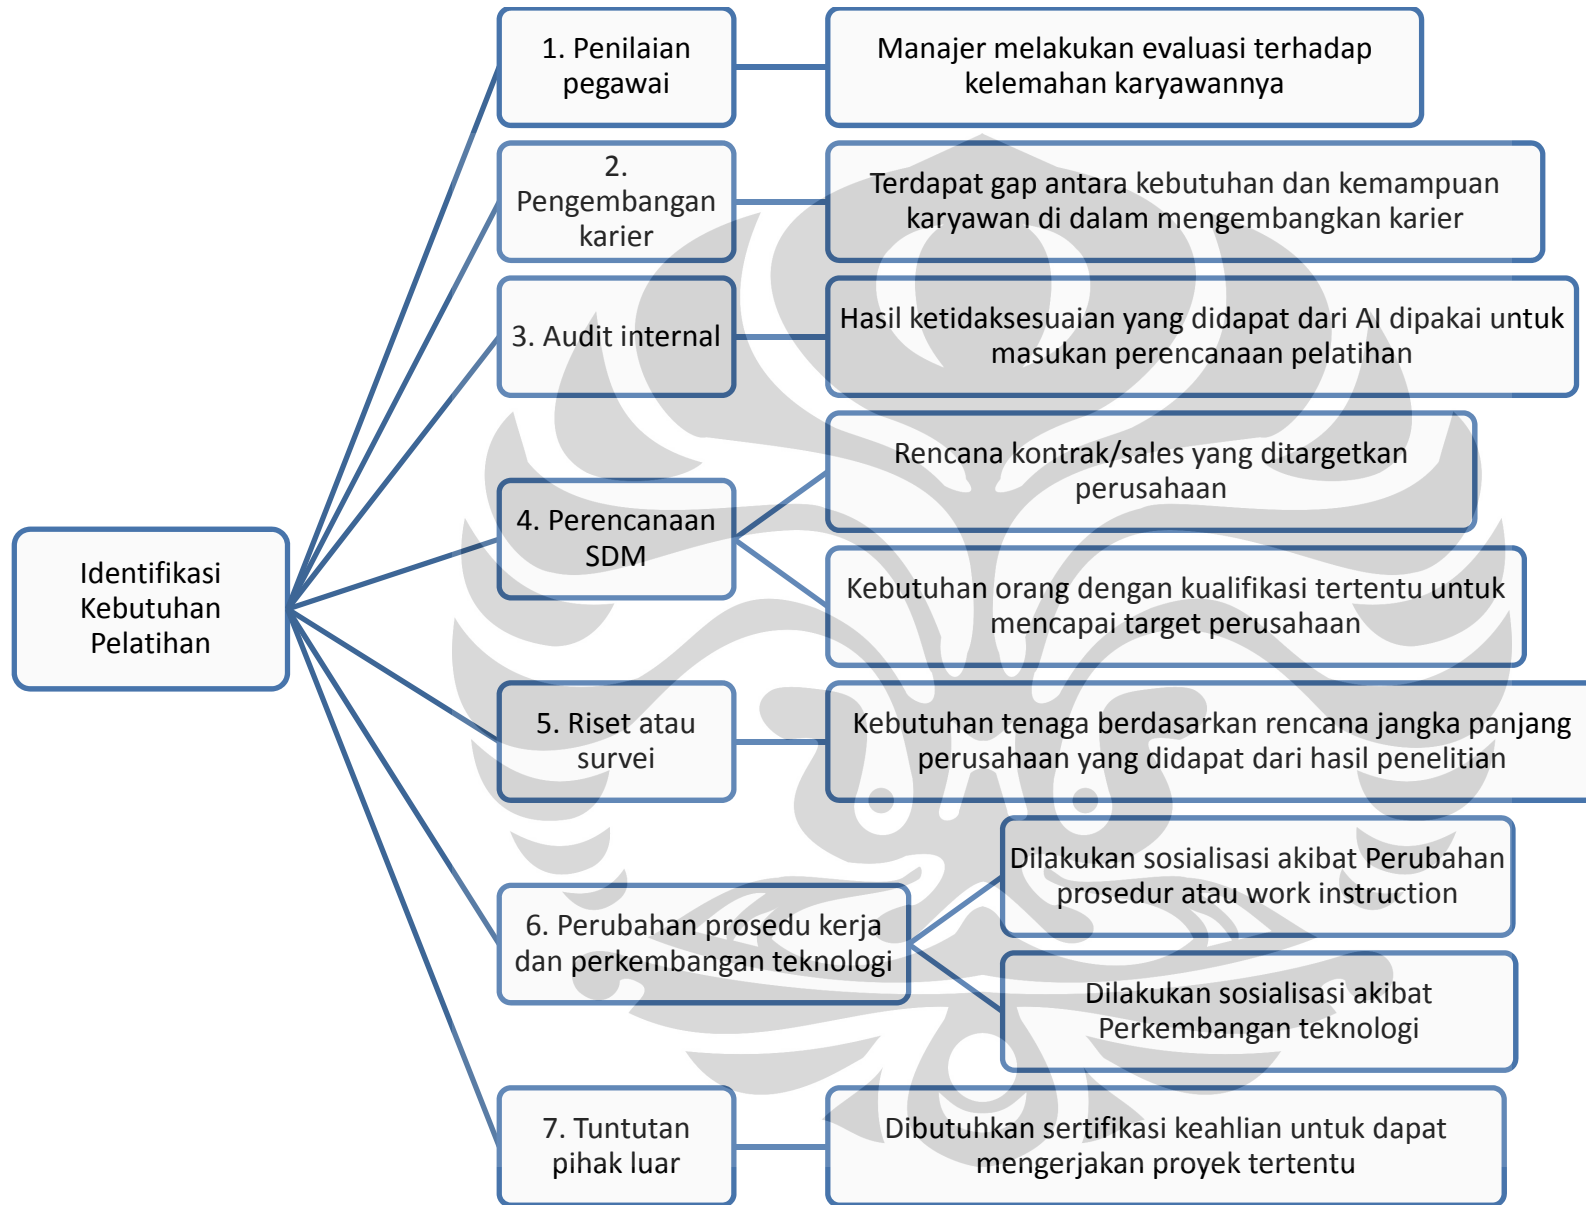 Identifikasi
Kebutuhan
Pelatihan
1. Penilaian
pegawai
Manajer melakukan evaluasi terhadap
kelemahan karyawannya
2.
Pengembangan
karier
Terdapat gap antara kebutuhan dan kemampuan
karyawan di dalam mengembangkan karier
3. Audit internal
Hasil ketidaksesuaian yang didapat dari AI dipakai untuk
masukan perencanaan pelatihan
4. Perencanaan
SDM
Rencana kontrak/sales yang ditargetkan
perusahaan
Kebutuhan orang dengan kualifikasi tertentu untuk
mencapai target perusahaan
5. Riset atau
survei
Kebutuhan tenaga berdasarkan rencana jangka panjang
perusahaan yang didapat dari hasil penelitian
6. Perubahan prosedu kerja
dan perkembangan teknologi
Dilakukan sosialisasi akibat Perubahan
prosedur atau work instruction
Dilakukan sosialisasi akibat
Perkembangan teknologi
7. Tuntutan
pihak luar
Dibutuhkan sertifikasi keahlian untuk dapat
mengerjakan proyek tertentu